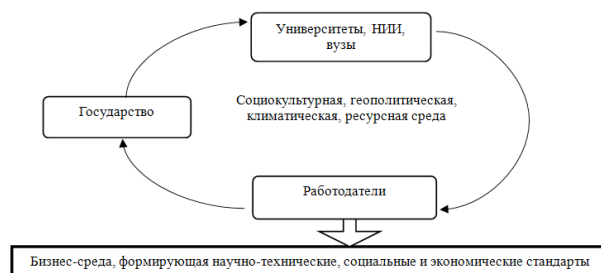 Университеты, НИИ,
вузы
Государство
Социокультурная, геополитическая,
климатическая, ресурсная среда
Работодатели
Бизнес-среда, формирующая научно-технические, социальные и экономические стандарты